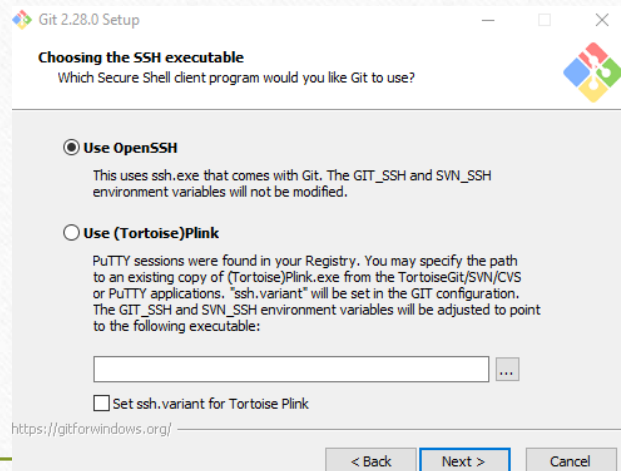 Git 2.28.0 Setup
Choosing the SSH executable
Which Secure Shell client program would you like Git to use?
Use OpenSSH
This uses ssh.exe that comes with Git. The GIT_SSH and SVN_SSH
environment variables will not be modified.
Use (Tortoise)Plink
PuTTY sessions were found in your Registry. You may specify the path
to an existing copy of (Tortoise)Plink.exe from the TortoiseGit/SVN/CVS
or PuTTY applications. "ssh.variant" will be set in the GIT configuration.
The GIT_SSH and SVN_SSH environment variables will be adjusted to point
to the following executable:
...
Set ssh.variant for Tortoise Plink
https://gitforwindows.org/
< Back Next > Cancel